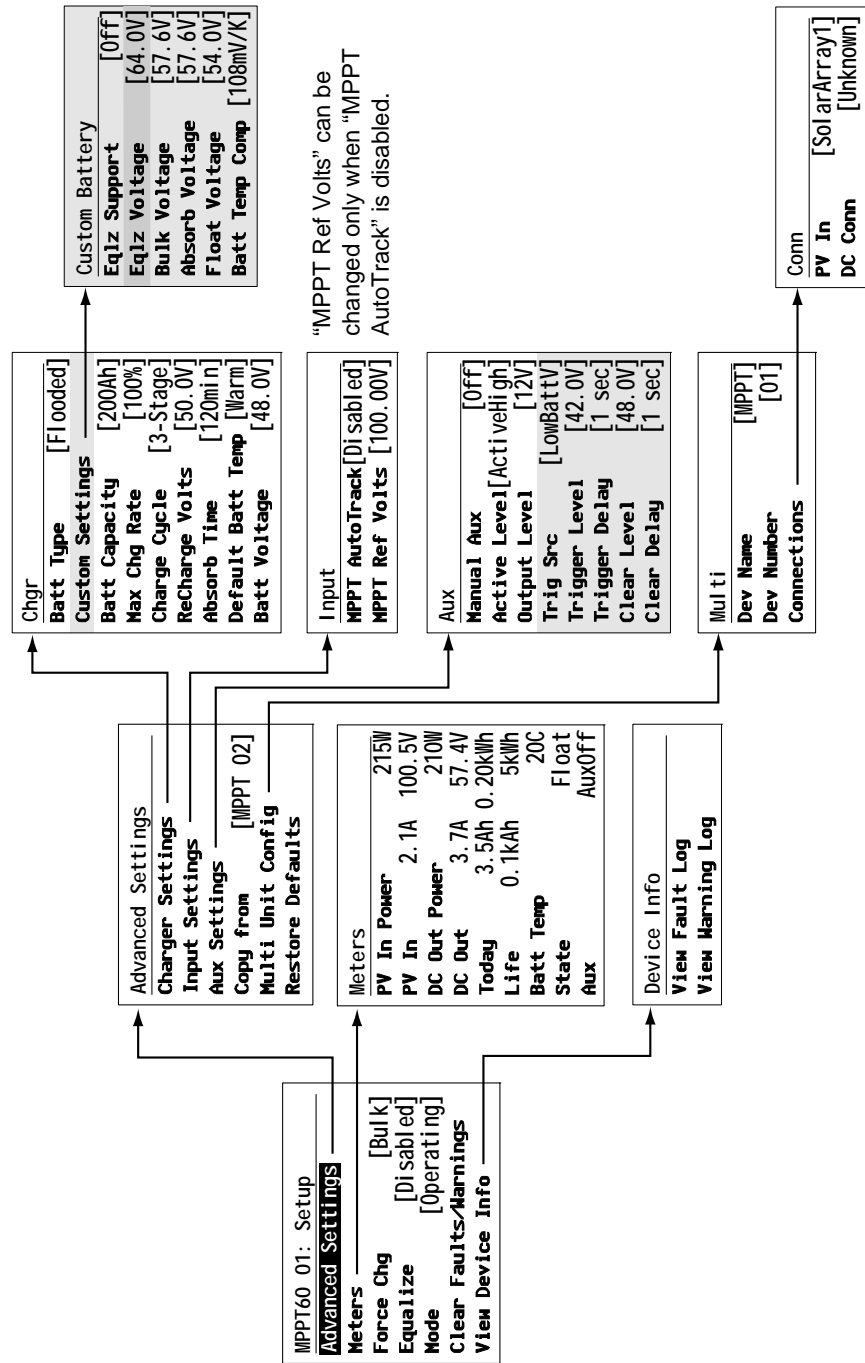 MPPT60 01: Setup
Advanced Settings
Meters
Force Chg [Bulk]
Equalize [Disabled]
Mode [Operating]
Clear Faults/Warnings
View Device Info
Advanced Settings
Charger Settings
Input Settings
Aux Settings
Copy from [MPPT 02]
Multi Unit Config
Restore Defaults
Meters
PV In Power 215W
PV In 2.1A 100.5V
DC Out Power 210W
DC Out 3.7A 57.4V
Today 3.5Ah 0.20kWh
Life 0.1kAh 5kWh
Batt Temp 20C
State Float
Aux AuxOff
Device Info
View Fault Log
View Warning Log
Chgr
Batt Type [Flooded]
Custom Settings
Batt Capacity [200Ah]
Max Chg Rate [100%]
Charge Cycle [3-Stage]
ReCharge Volts [50.0V]
Absorb Time [120min]
Default Batt Temp [Warm]
Batt Voltage [48.0V]
Input
MPPT AutoTrack[Disabled]
MPPT Ref Volts [100.00V]
Aux
Manual Aux [Off]
Active Level[ActiveHigh]
Output Level [12V]
Trig Src [LowBattV]
Trigger Level [42.0V]
Trigger Delay [1 sec]
Clear Level [48.0V]
Clear Delay [1 sec]
Multi
Dev Name [MPPT]
Dev Number [01]
Connections
Custom Battery
Eqlz Support [Off]
Eqlz Voltage [64.0V]
Bulk Voltage [57.6V]
Absorb Voltage [57.6V]
Float Voltage [54.0V]
Batt Temp Comp [108mV/K]
"MPPT Ref Volts" can be
changed only when "MPPT
AutoTrack" is disabled.
Conn
PV In [SolarArray1]
DC Conn [Unknown]